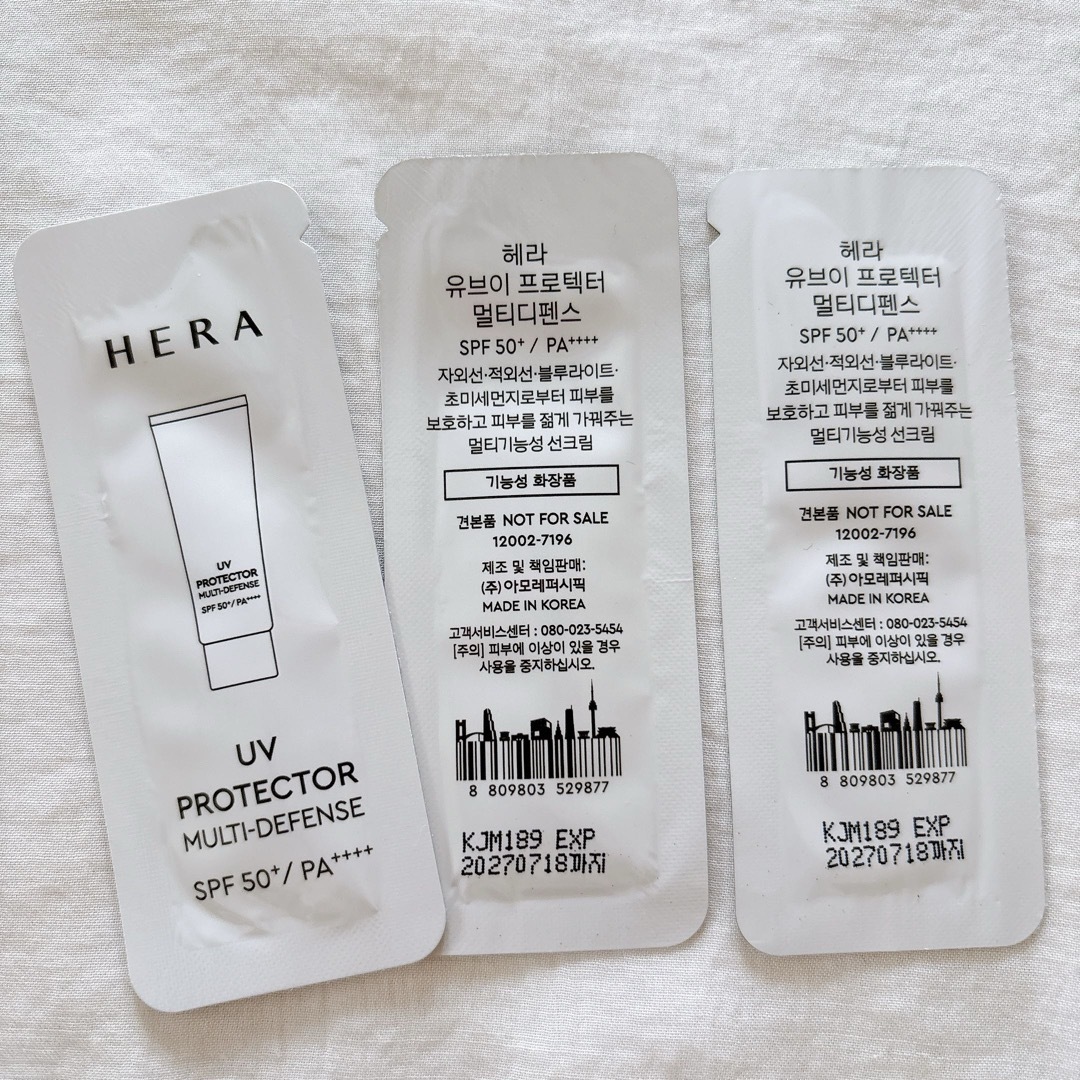 HERA
UV
PROTECTOR
MULTI-DEFENSE
SPF 50+/PA++++
UV
PROTECTOR
MULTI-DEFENSE
SPF 50+/ PA++++
헤라
유브이 프로텍터
멀티디펜스
SPF 50+ / PA++++
자외선·적외선·블루라이트·
초미세먼지로부터 피부를
보호하고 피부를 젊게 가꿔주는
멀티기능성 선크림
기능성 화장품
견본품 NOT FOR SALE
12002-7196
제조 및 책임판매:
(주) 아모레퍼시픽
MADE IN KOREA
고객서비스센터 : 080-023-5454
[주의] 피부에 이상이 있을 경우
사용을 중지하십시오.
8 809803 529877
KJM189 EXP
20270718까지
헤라
유브이 프로텍터
멀티디펜스
SPF 50+ / PA++++
자외선·적외선·블루라이트·
초미세먼지로부터 피부를
보호하고 피부를 젊게 가꿔주는
멀티기능성 선크림
기능성 화장품
견본품 NOT FOR SALE
12002-7196
제조 및 책임판매:
(주) 아모레퍼시픽
MADE IN KOREA
고객서비스센터 : 080-023-5454
[주의] 피부에 이상이 있을 경우
사용을 중지하십시오.
8 809803 529877
KJM189 EXP
20270718까지